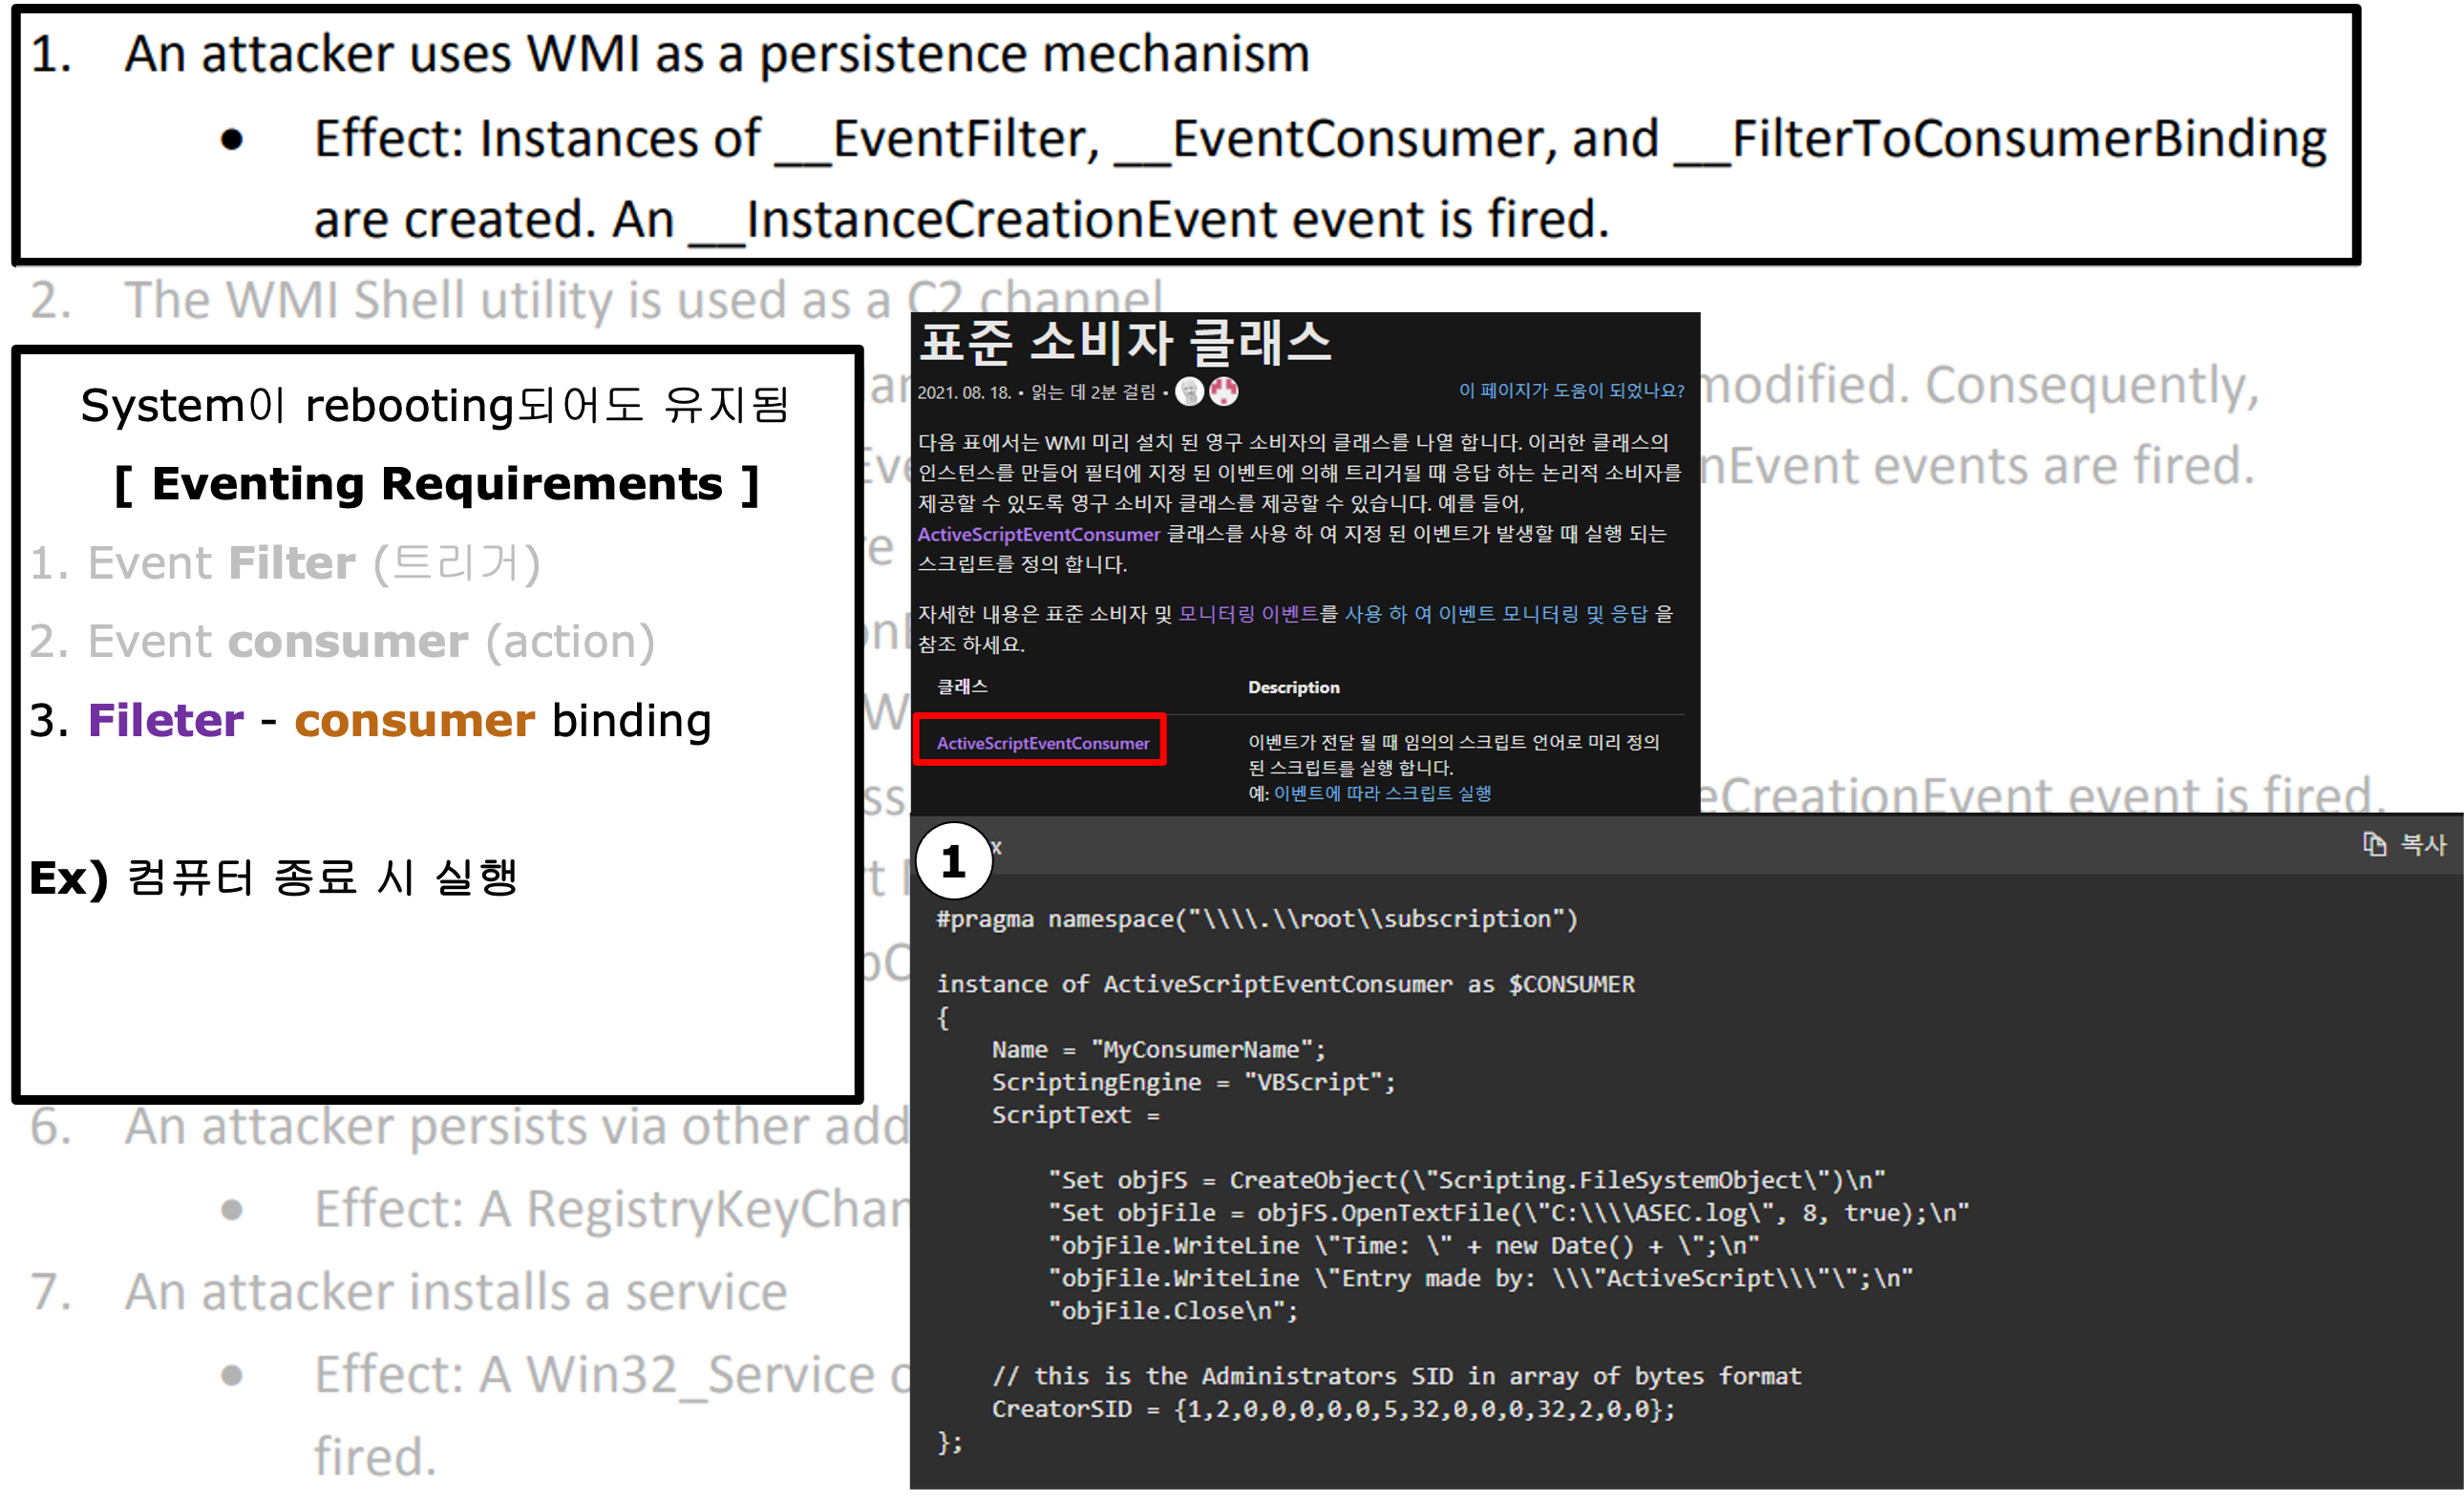 1. An attacker uses WMI as a persistence mechanism
• Effect: Instances of __EventFilter, __EventConsumer, and __FilterToConsumerBinding
are created. An __InstanceCreationEvent event is fired.
2. The WMI Shell utility is used as a C2 channel
modified. Consequently,
nEvent events are fired.
eCreationEvent event is fired.
System이 rebooting되어도 유지됨
[ Eventing Requirements ]
1. Event Filter (트리거)
2. Event consumer (action)
3. Fileter - consumer binding
Ex) 컴퓨터 종료 시 실행
표준 소비자 클래스
2021. 08. 18. • 읽는 데 2분 걸림 •
이 페이지가 도움이 되었나요?
다음 표에서는 WMI 미리 설치 된 영구 소비자의 클래스를 나열 합니다. 이러한 클래스의
인스턴스를 만들어 필터에 지정 된 이벤트에 의해 트리거될 때 응답 하는 논리적 소비자를
제공할 수 있도록 영구 소비자 클래스를 제공할 수 있습니다. 예를 들어,
ActiveScriptEventConsumer 클래스를 사용 하 여 지정 된 이벤트가 발생할 때 실행 되는
스크립트를 정의 합니다.
자세한 내용은 표준 소비자 및 모니터링 이벤트를 사용 하 여 이벤트 모니터링 및 응답 을
참조 하세요.
클래스 Description
ActiveScriptEventConsumer 이벤트가 전달 될 때 임의의 스크립트 언어로 미리 정의
된 스크립트를 실행 합니다.
예: 이벤트에 따라 스크립트 실행
1 x 복사
#pragma namespace("\\\\.\\root\\subscription")
instance of ActiveScriptEventConsumer as $CONSUMER
{
Name = "MyConsumerName";
ScriptingEngine = "VBScript";
ScriptText =
"Set objFS = CreateObject(\"Scripting.FileSystemObject\")\n"
"Set objFile = objFS.OpenTextFile(\"C:\\\\ASEC.log\", 8, true);\n"
"objFile.WriteLine \"Time: \" + new Date() + \";\n"
"objFile.WriteLine \"Entry made by: \\\"ActiveScript\\\"\";\n"
"objFile.Close\n";
// this is the Administrators SID in array of bytes format
CreatorSID = {1,2,0,0,0,0,0,5,32,0,0,0,32,2,0,0};
};
6. An attacker persists via other add
• Effect: A RegistryKeyChan
7. An attacker installs a service
• Effect: A Win32_Service c
fired.